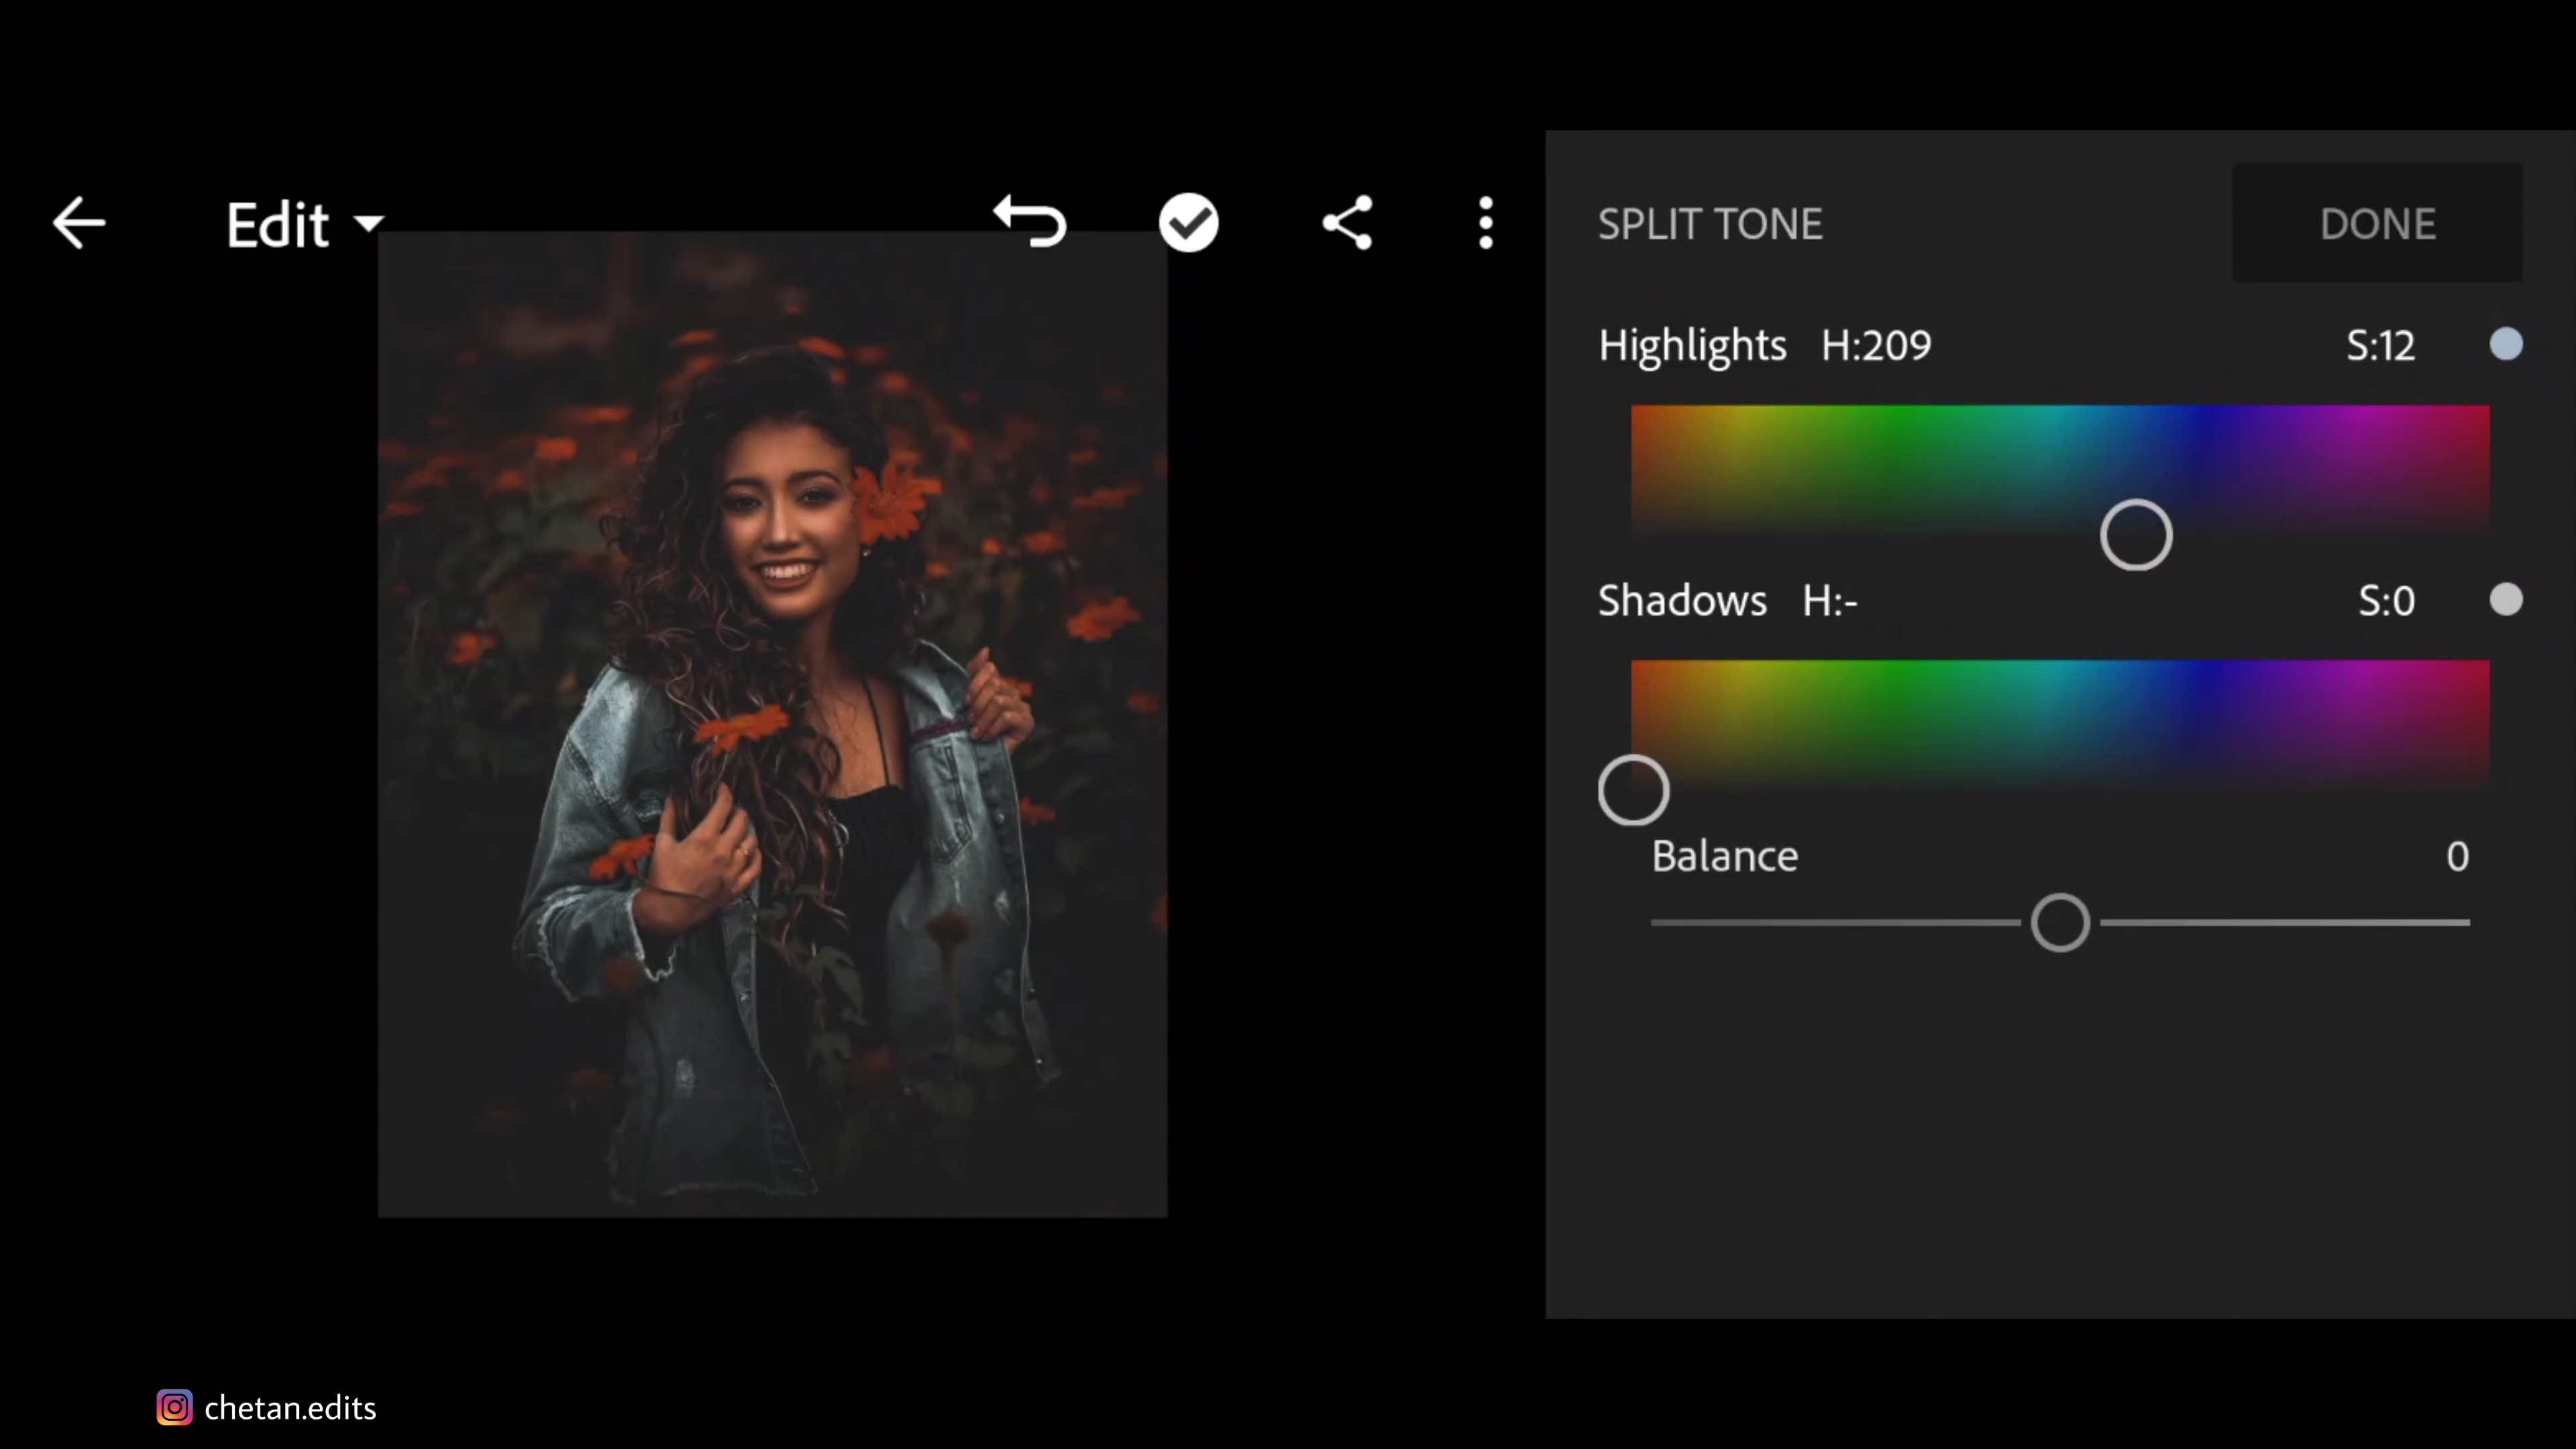 Edit
SPLIT TONE
DONE
Highlights H:209 S:12
Shadows H:- S:0
Balance 0
chetan.edits